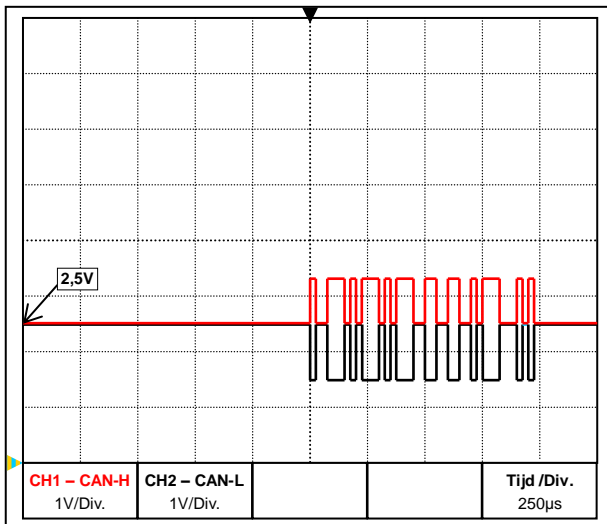 2,5V
CH1 – CAN-H
1V/Div.
CH2 – CAN-L
1V/Div.
Tijd /Div.
250µs